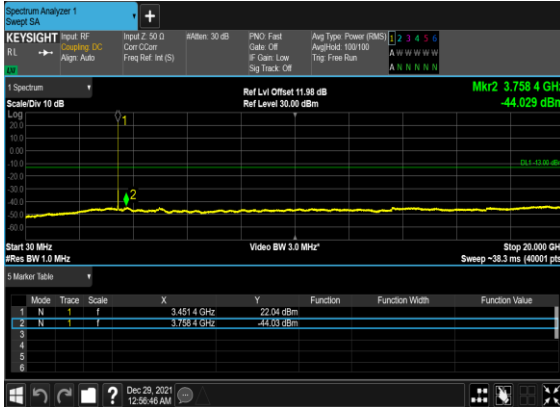 Spectrum Analyzer 1
Swept SA
+
KEYSIGHT Input: RF Input Z: 50 Ω #Atten: 30 dB PNO: Fast Avg Type: Power (RMS) 1 2 3 4 5 6
RL Coupling: DC Corr CCorr Gate: Off Avg|Hold: 100/100 A W W W W W
Align: Auto Freq Ref: Int (S) IF Gain: Low Trig: Free Run
Sig Track: Off A N N N N N
1 Spectrum Ref Lvl Offset 11.98 dB Mkr2 3.758 4 GHz
Scale/Div 10 dB Ref Level 30.00 dBm -44.029 dBm
Log
20.0
10.0
0.00
-10.0
DL1 -13.00 dBm
-20.0
-30.0
-40.0
-50.0
-60.0
1
2
Start 30 MHz Video BW 3.0 MHz* Stop 20.000 GHz
#Res BW 1.0 MHz Sweep ~38.3 ms (40001 pts)
5 Marker Table
Mode Trace Scale X Y Function Function Width Function Value
1 N 1 f 3.451 4 GHz 22.04 dBm
2 N 1 f 3.758 4 GHz -44.03 dBm
3
4
5
6
? Dec 29, 2021
12:56:46 AM